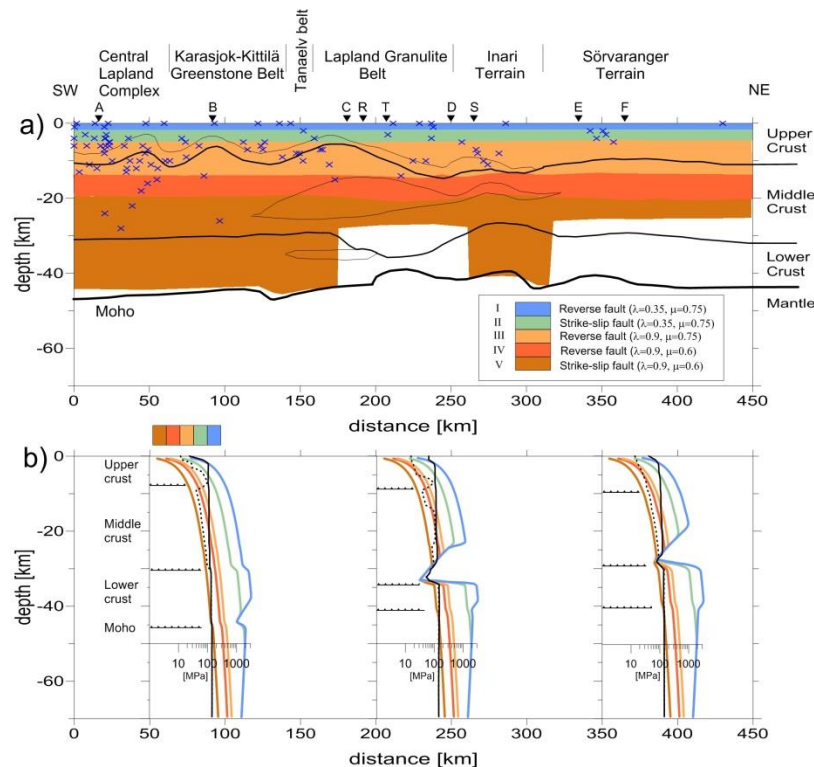 Central Lapland Complex
Karasjok-Kittilä Greenstone Belt
Tanaelv belt
Lapland Granulite Belt
Inari Terrain
Sörvaranger Terrain
SW
NE
A B C R T D S E F
a)
0
-20
-40
-60
depth [km]
Upper Crust
Middle Crust
Lower Crust
Mantle
Moho
I Reverse fault (λ=0.35, μ=0.75)
II Strike-slip fault (λ=0.35, μ=0.75)
III Reverse fault (λ=0.9, μ=0.75)
IV Reverse fault (λ=0.9, μ=0.6)
V Strike-slip fault (λ=0.9, μ=0.6)
0 50 100 150 200 250 300 350 400 450
distance [km]
b)
0
-20
-40
-60
depth [km]
Upper crust
Middle crust
Lower crust
Moho
10 100 1000
[MPa]
10 100 1000
[MPa]
10 100 1000
[MPa]
0 50 100 150 200 250 300 350 400 450
distance [km]